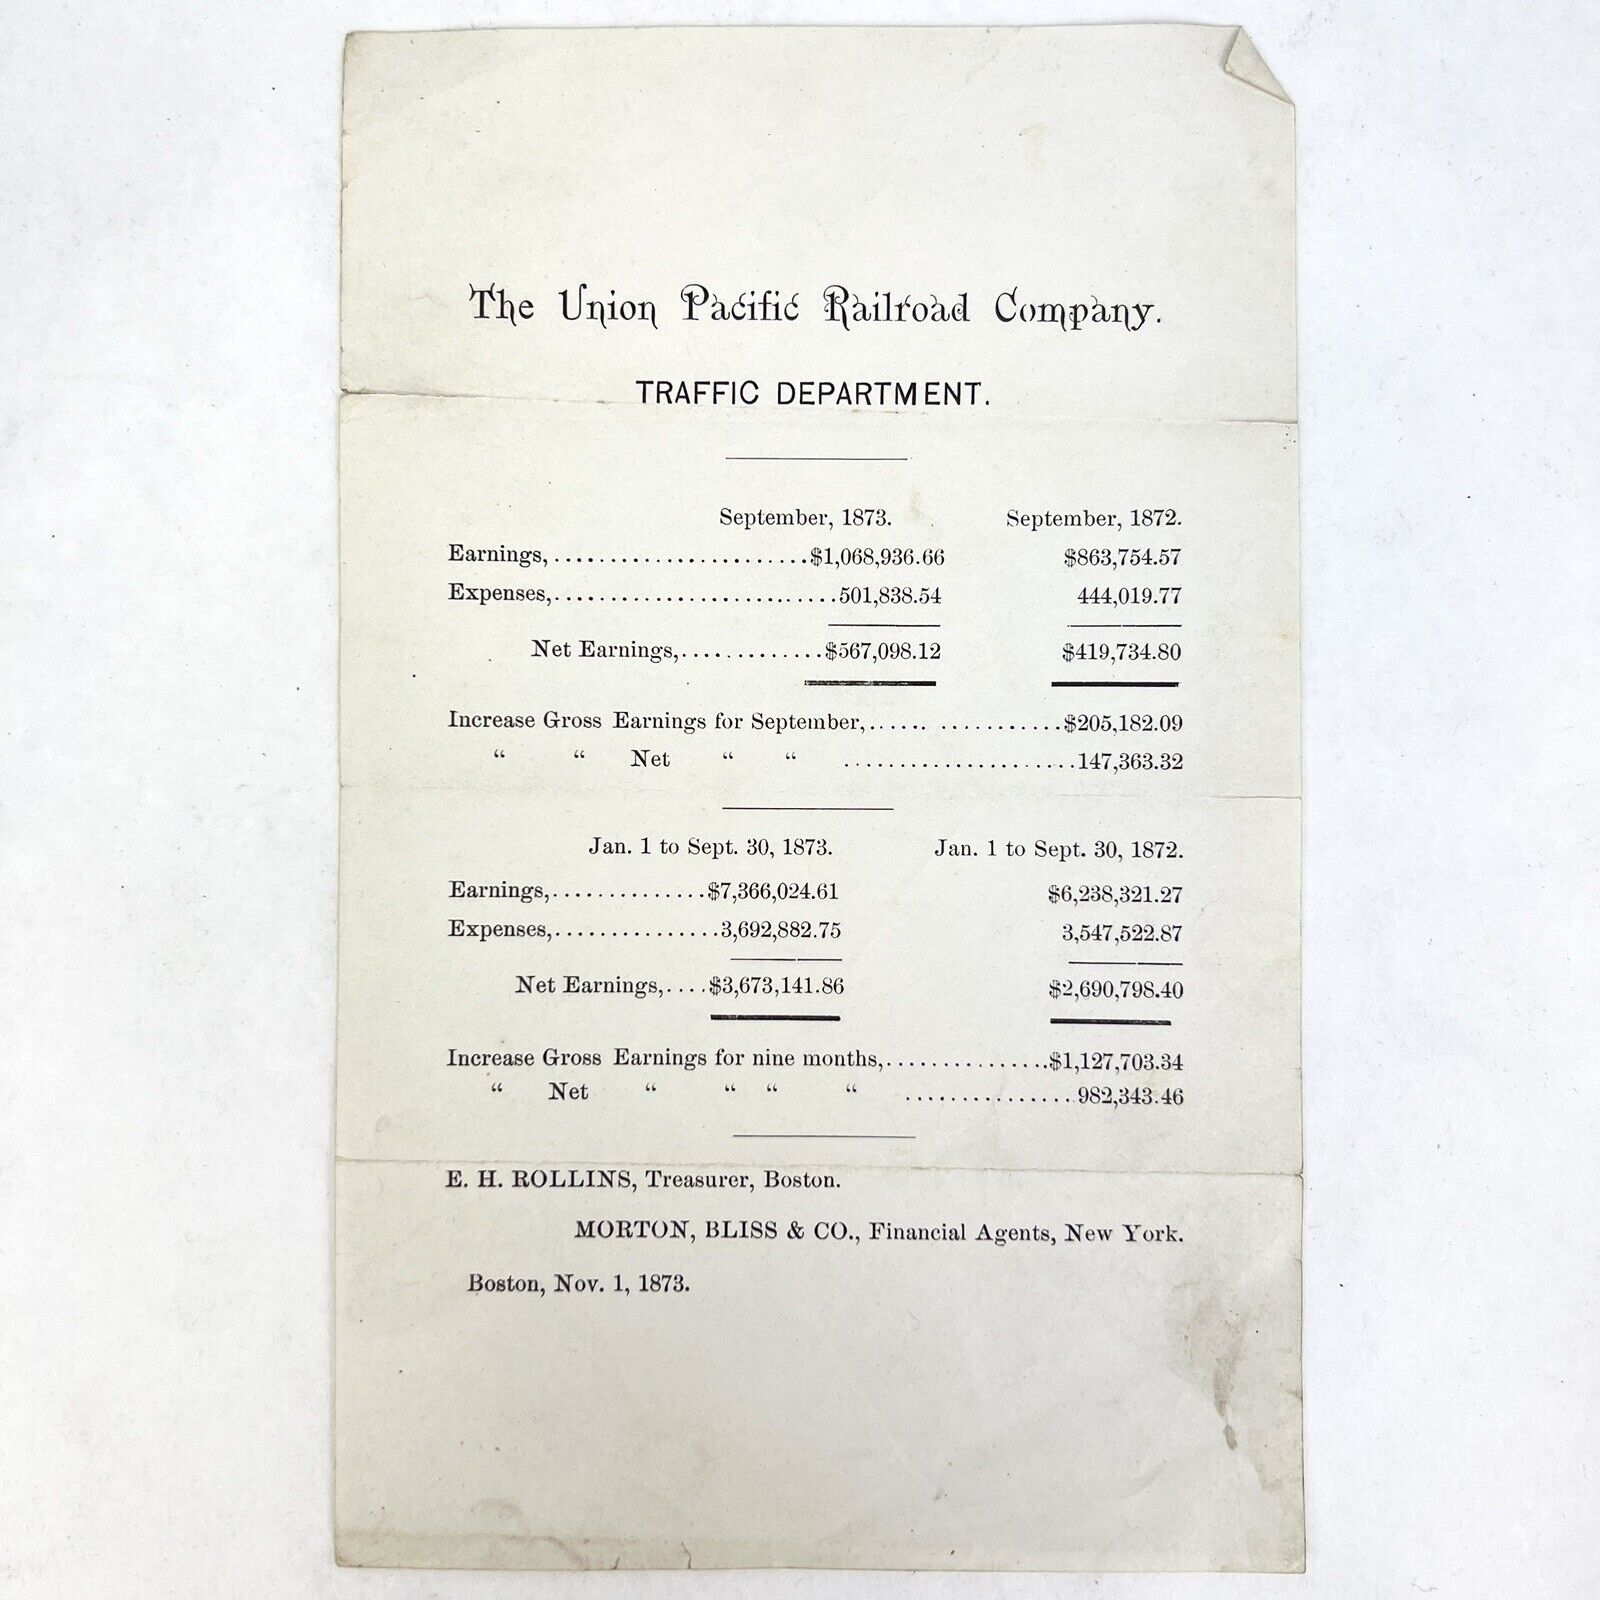 The Union Pacific Railroad Company.
TRAFFIC DEPARTMENT.
September, 1873. September, 1872.
Earnings,.......................$1,068,936.66 $863,754.57
Expenses,.........................501,838.54 444,019.77
Net Earnings,.............$567,098.12 $419,734.80
Increase Gross Earnings for September,...... ...........$205,182.09
“ “ Net “ “ .....................147,363.32
Jan. 1 to Sept. 30, 1873. Jan. 1 to Sept. 30, 1872.
Earnings,..............$7,366,024.61 $6,238,321.27
Expenses,...............3,692,882.75 3,547,522.87
Net Earnings,....$3,673,141.86 $2,690,798.40
Increase Gross Earnings for nine months,...............$1,127,703.34
“ Net “ “ “ “ ...............982,343.46
E. H. ROLLINS, Treasurer, Boston.
MORTON, BLISS & CO., Financial Agents, New York.
Boston, Nov. 1, 1873.